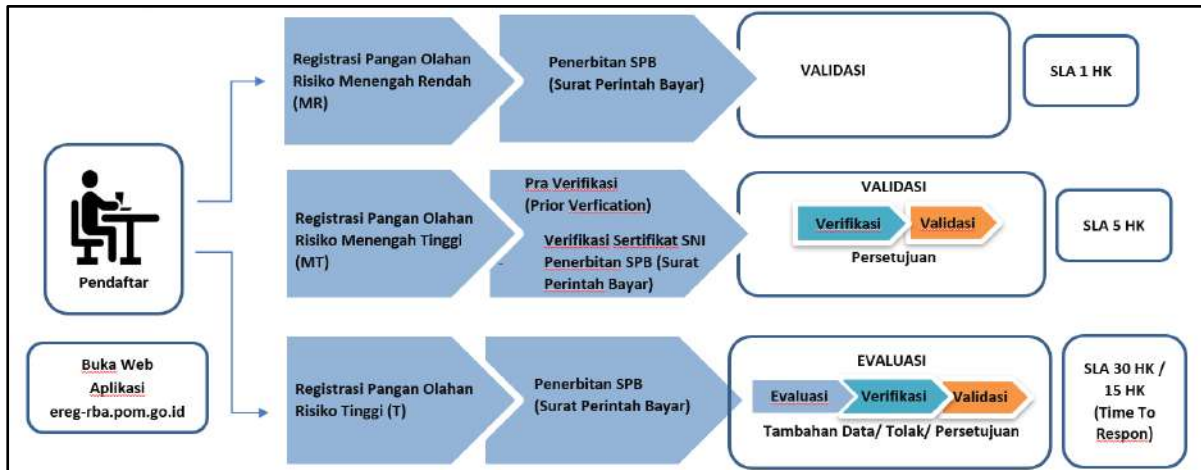 Pendaftar
Buka Web
Aplikasi
ereg-rba.pom.go.id
Registrasi Pangan Olahan
Risiko Menengah Rendah
(MR)
Penerbitan SPB
(Surat Perintah Bayar)
VALIDASI
SLA 1 HK
Registrasi Pangan Olahan
Risiko Menengah Tinggi
(MT)
Pra Verifikasi
(Prior Verfication)
Verifikasi Sertifikat SNI
Penerbitan SPB (Surat
Perintah Bayar)
VALIDASI
Verifikasi
Validasi
Persetujuan
SLA 5 HK
Registrasi Pangan Olahan
Risiko Tinggi (T)
Penerbitan SPB
(Surat Perintah Bayar)
EVALUASI
Evaluasi
Verifikasi
Validasi
Tambahan Data/ Tolak/ Persetujuan
SLA 30 HK /
15 HK
(Time To
Respon)